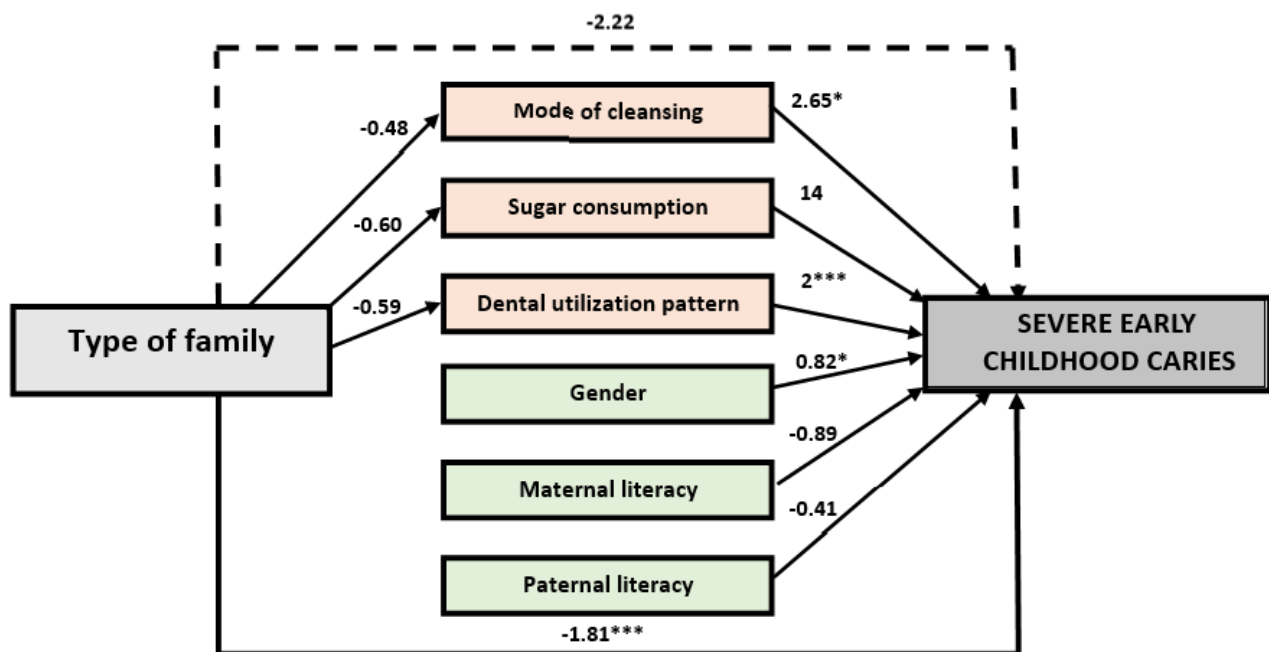 -2.22
Mode of cleansing
2.65*
-0.48
Sugar consumption
14
-0.60
Dental utilization pattern
2***
-0.59
Type of family
SEVERE EARLY
CHILDHOOD CARIES
Gender
0.82*
Maternal literacy
-0.89
Paternal literacy
-0.41
-1.81***